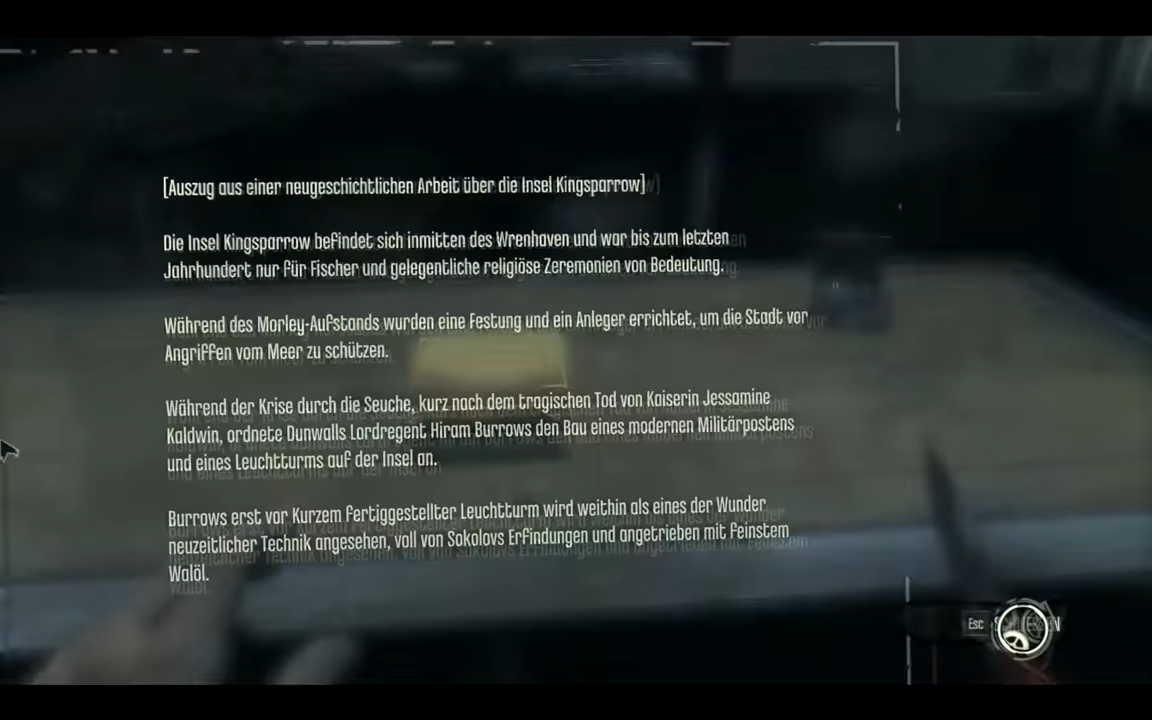 [Auszug aus einer neugeschichtlichen Arbeit über die Insel Kingsparrow]
Die Insel Kingsparrow befindet sich inmitten des Wrenhaven und war bis zum letzten
Jahrhundert nur für Fischer und gelegentliche religiöse Zeremonien von Bedeutung.
Während des Morley-Aufstands wurden eine Festung und ein Anleger errichtet, um die Stadt vor
Angriffen vom Meer zu schützen.
Während der Krise durch die Seuche, kurz nach dem tragischen Tod von Kaiserin Jessamine
Kaldwin, ordnete Dunwalls Lordregent Hiram Burrows den Bau eines modernen Militärpostens
und eines Leuchtturms auf der Insel an.
Burrows erst vor Kurzem fertiggestellter Leuchtturm wird weithin als eines der Wunder
neuzeitlicher Technik angesehen, voll von Sokolovs Erfindungen und angetrieben mit feinstem
Walöl.
Esc